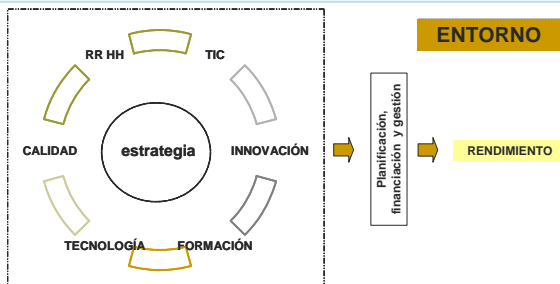 ENTORNO
RR HH
TIC
CALIDAD
estrategia
INNOVACIÓN
TECNOLOGÍA
FORMACIÓN
Planificación,
financiación y gestión
RENDIMIENTO